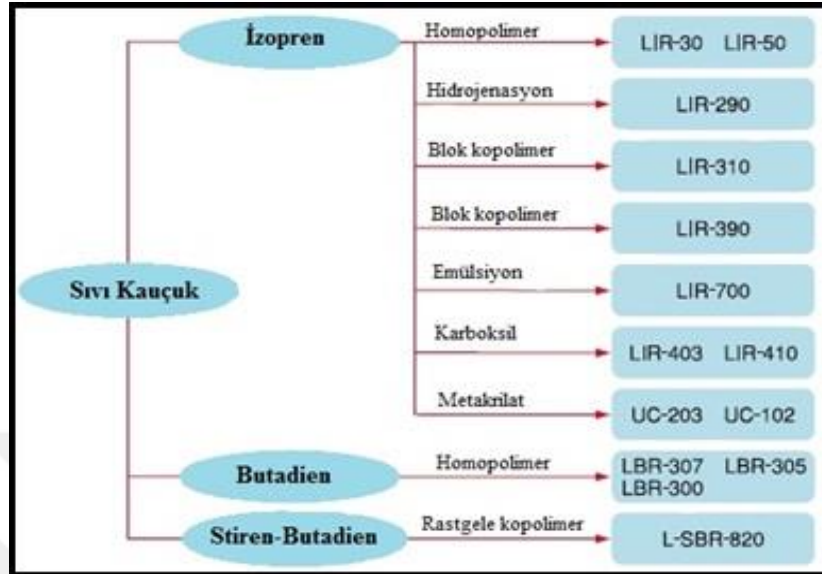 İzopren
Homopolimer
LIR-30 LIR-50
Hidrojenasyon
LIR-290
Blok kopolimer
LIR-310
Blok kopolimer
LIR-390
Sıvı Kauçuk
Emülsiyon
LIR-700
Karboksil
LIR-403 LIR-410
Metakrilat
UC-203 UC-102
Butadien
Homopolimer
LBR-307 LBR-305
LBR-300
Stiren-Butadien
Rastgele kopolimer
L-SBR-820